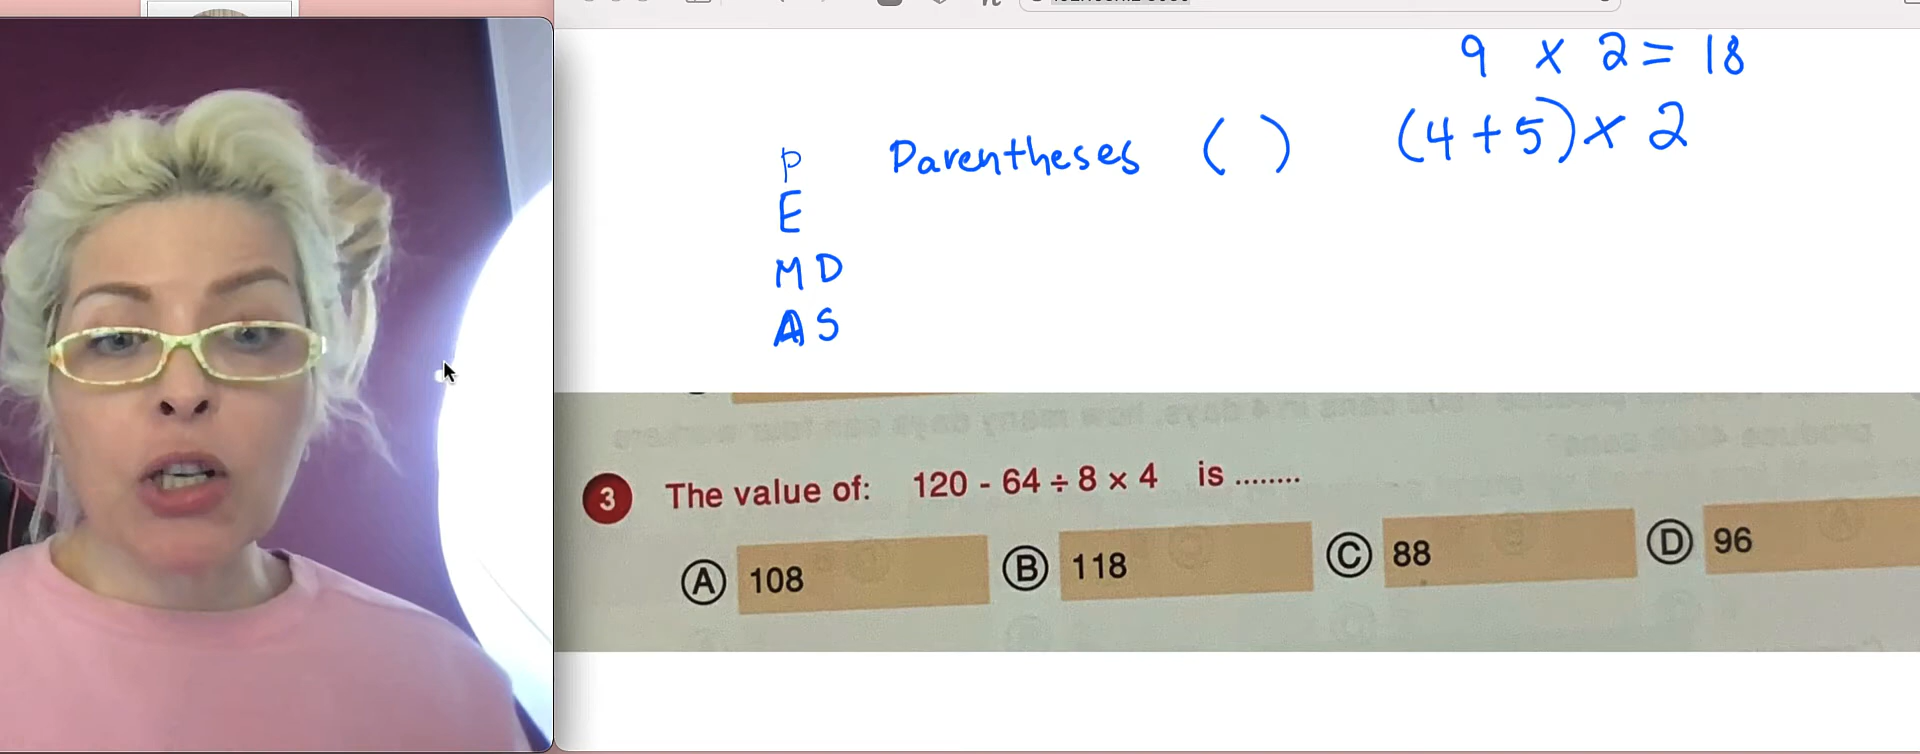 9 x 2 = 18
P Parentheses ( ) (4 + 5) x 2
E
M D
A S
3 The value of: 120 - 64 ÷ 8 × 4 is ........
A 108 B 118 C 88 D 96